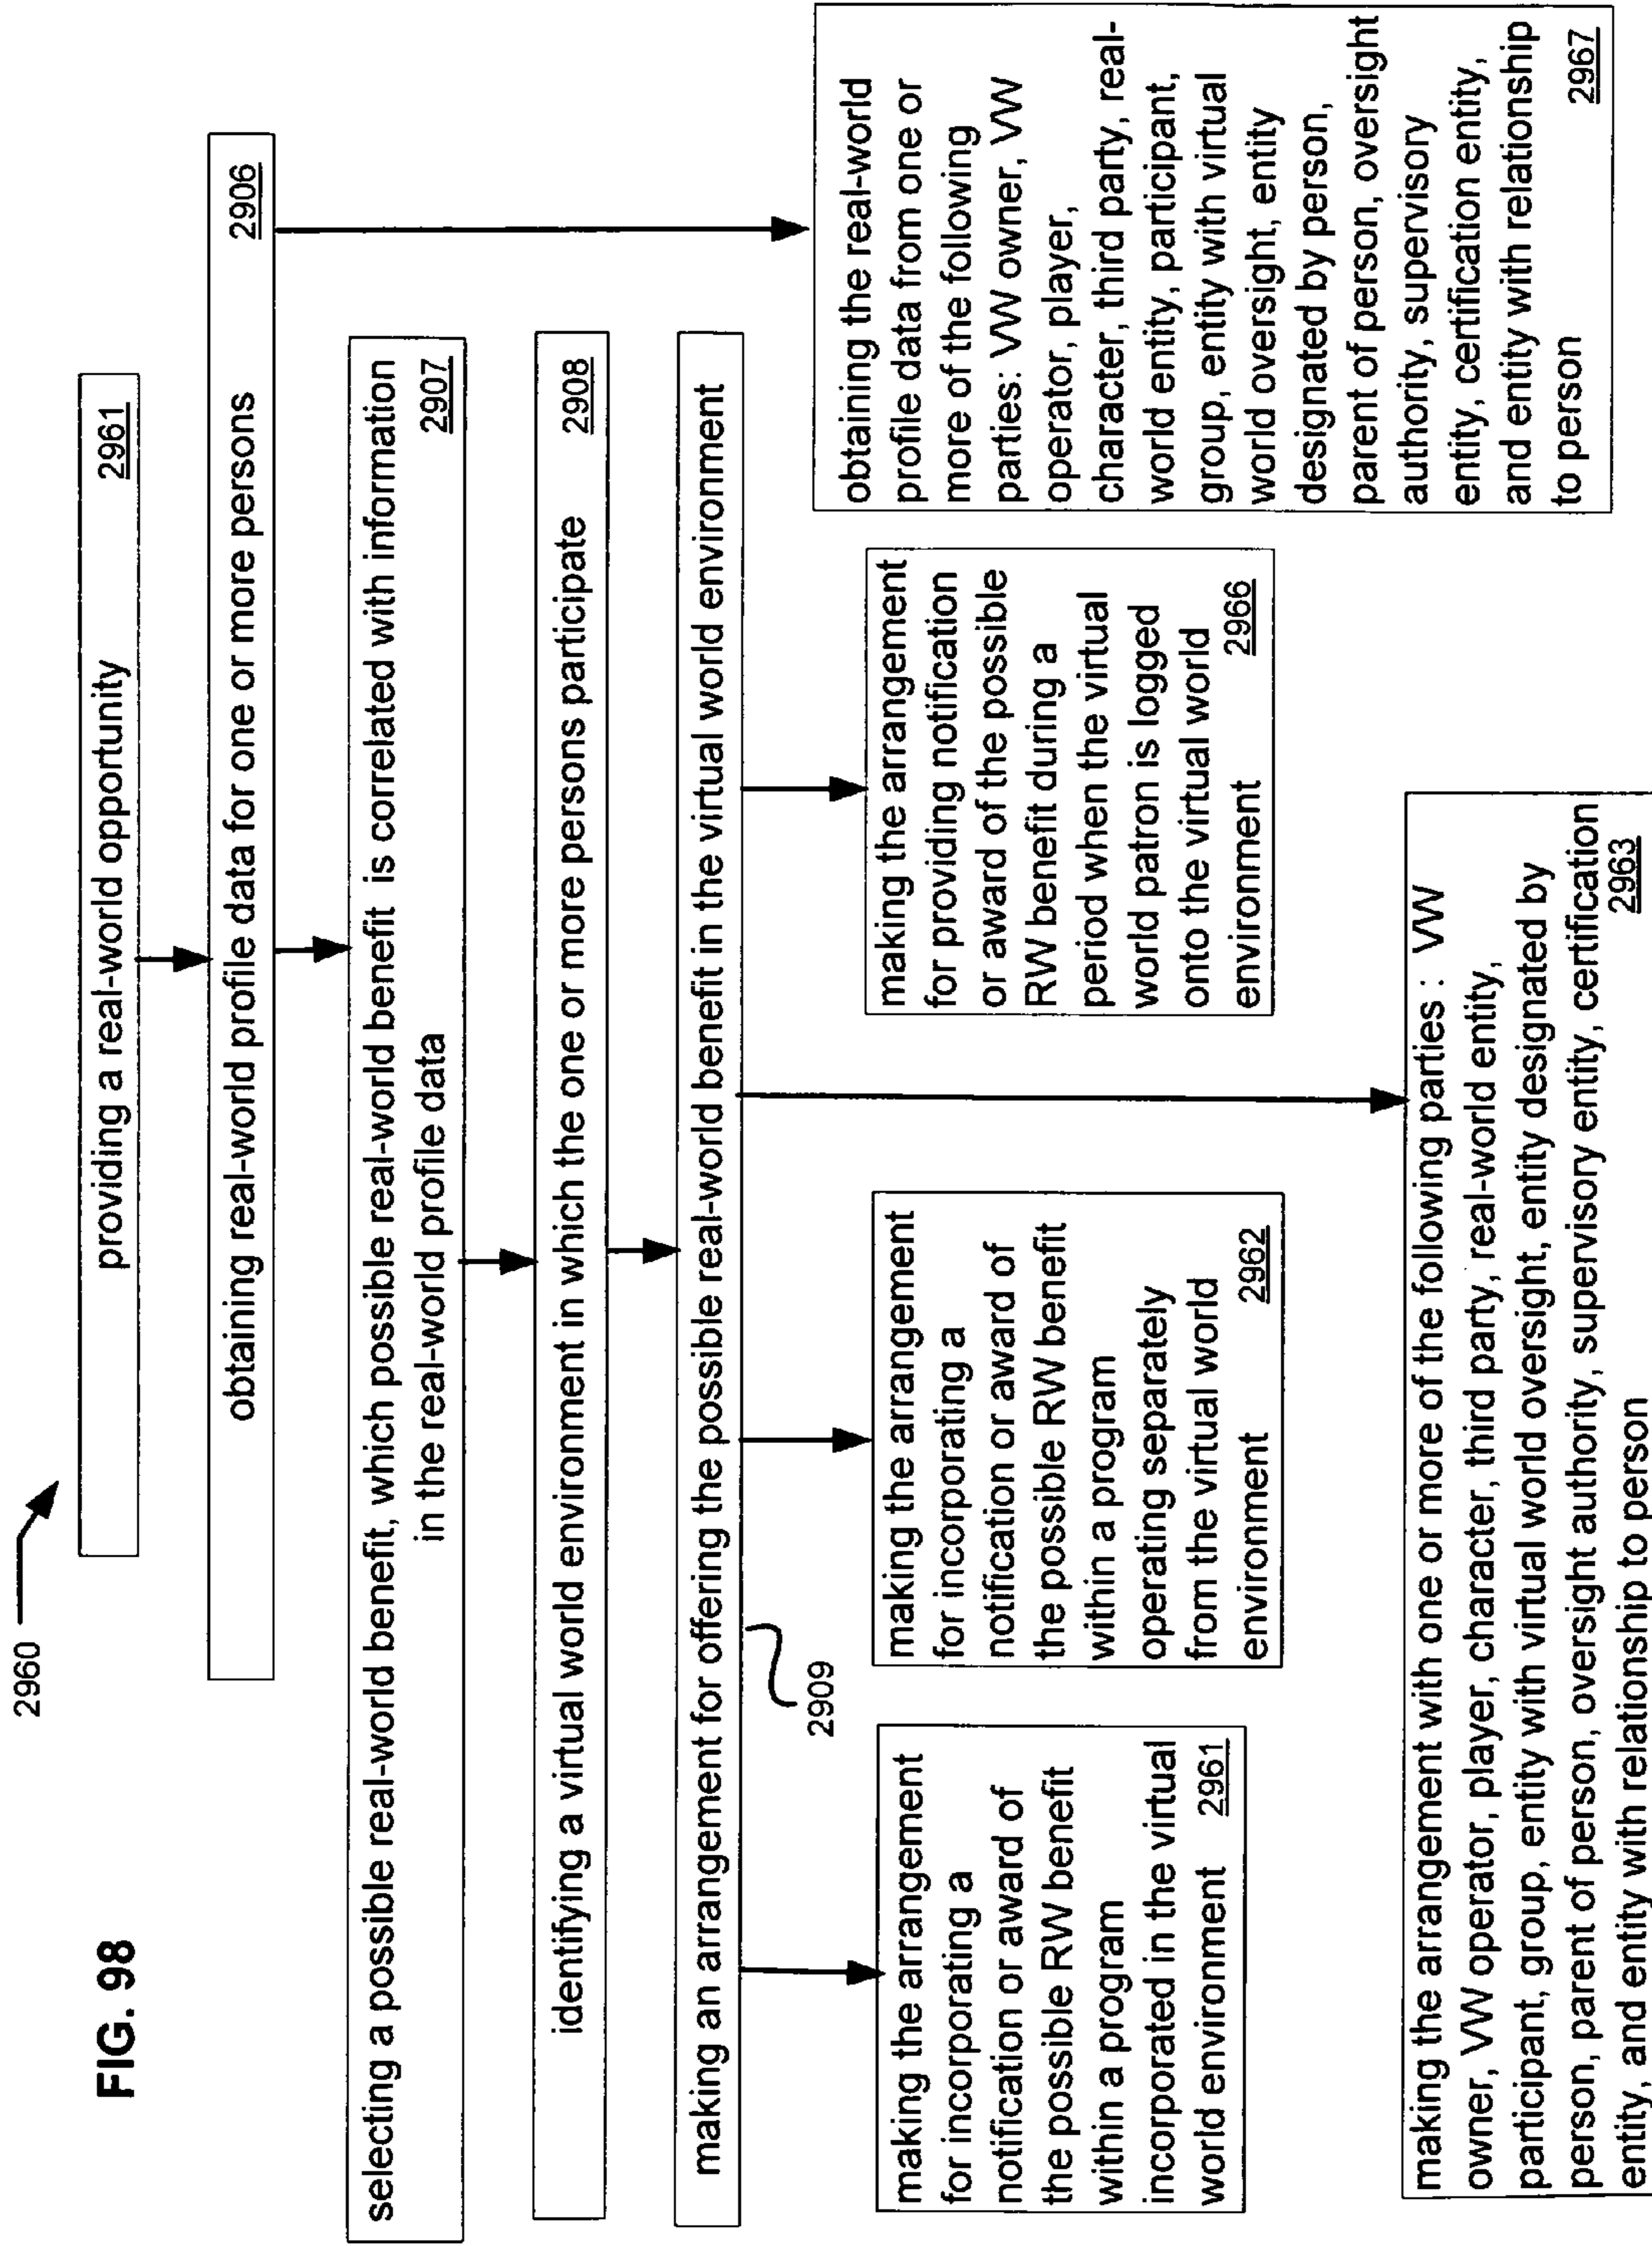 FIG. 98
2960
providing a real-world opportunity 2961
obtaining real-world profile data for one or more persons 2906
selecting a possible real-world benefit, which possible real-world benefit is correlated with information
in the real-world profile data 2907
identifying a virtual world environment in which the one or more persons participate 2908
making an arrangement for offering the possible real-world benefit in the virtual world environment
2909
making the arrangement
for incorporating a
notification or award of
the possible RW benefit
within a program
incorporated in the virtual
world environment 2961
making the arrangement
for incorporating a
notification or award of
the possible RW benefit
within a program
operating separately
from the virtual world
environment 2962
making the arrangement
for providing notification
or award of the possible
RW benefit during a
period when the virtual
world patron is logged
onto the virtual world
environment 2966
obtaining the real-world
profile data from one or
more of the following
parties: VW owner, VW
operator, player,
character, third party, real-
world entity, participant,
group, entity with virtual
world oversight, entity
designated by person,
parent of person, oversight
authority, supervisory
entity, certification entity,
and entity with relationship
to person 2967
making the arrangement with one or more of the following parties : VW
owner, VW operator, player, character, third party, real-world entity,
participant, group, entity with virtual world oversight, entity designated by
person, parent of person, oversight authority, supervisory entity, certification
entity, and entity with relationship to person 2963